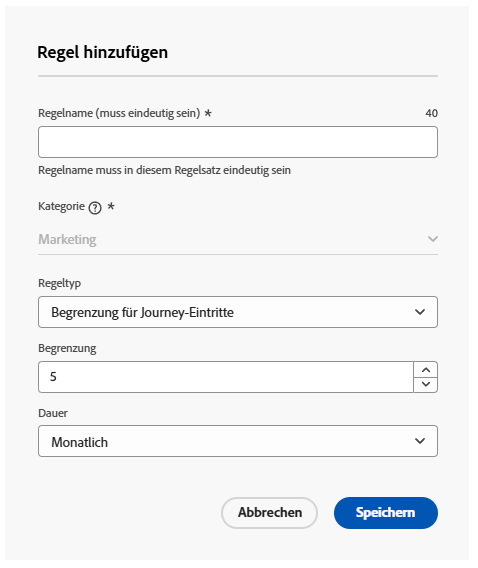 Regel hinzufügen
Regelname (muss eindeutig sein) * 40
Regelname muss in diesem Regelsatz eindeutig sein
Kategorie ? *
Marketing
Regeltyp
Begrenzung für Journey-Eintritte
Begrenzung
5
Dauer
Monatlich
Abbrechen Speichern